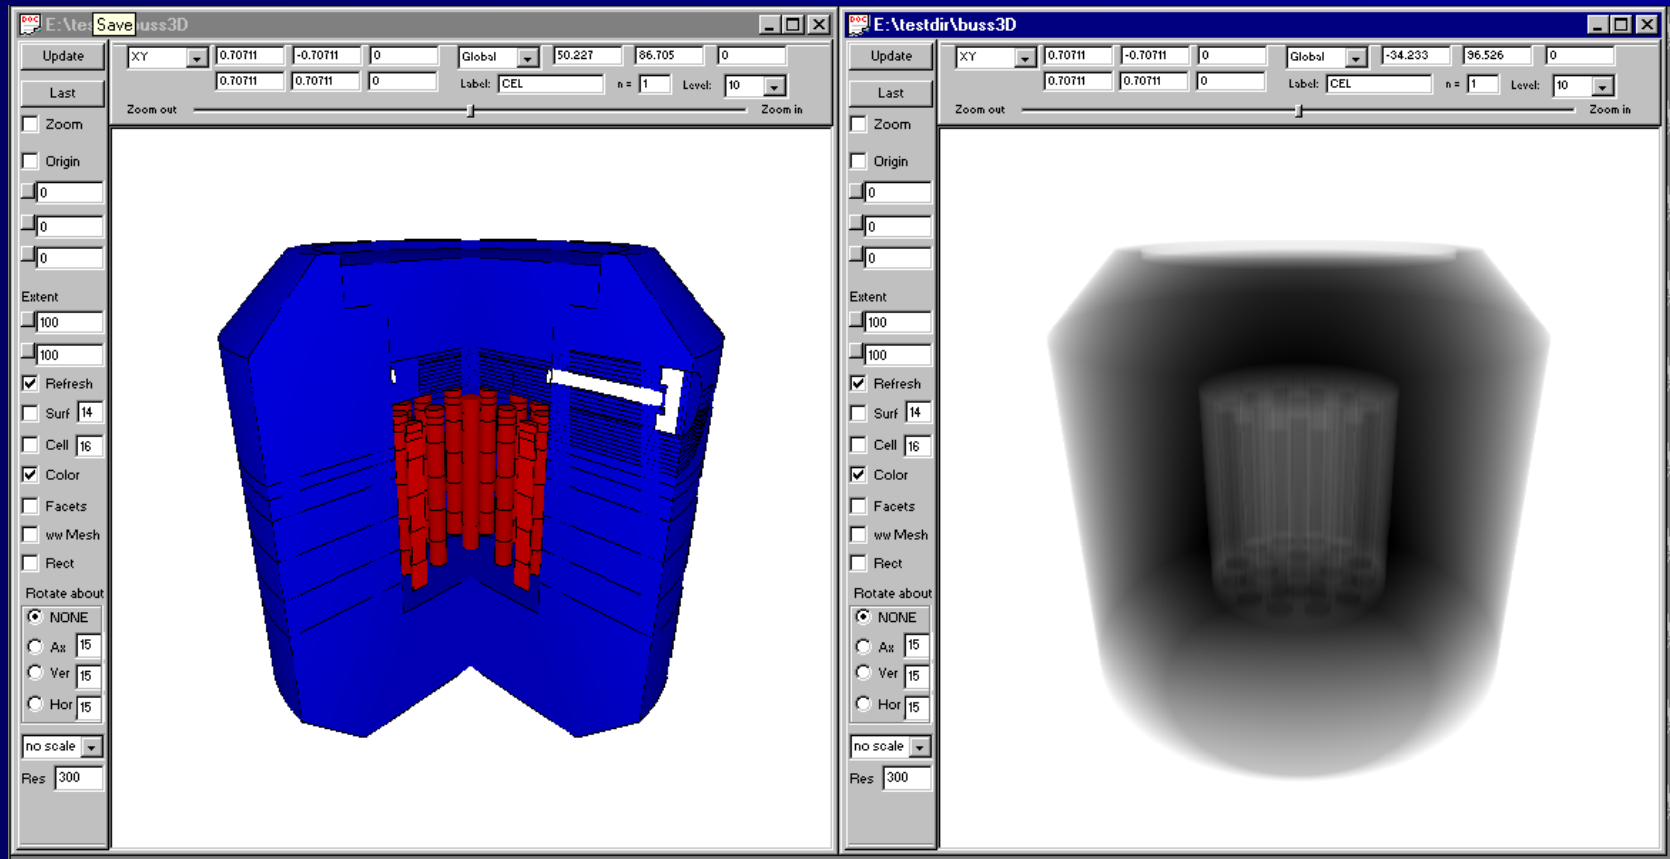 E:\tes Save buss3D
Update
XY 0.70711 -0.70711 0 Global 50.227 86.705 0
0.70711 0.70711 0 Label: CEL n = 1 Level: 10
Last
Zoom out Zoom in
Zoom
Origin
0
0
0
Extent
100
100
Refresh
Surf 14
Cell 16
Color
Facets
ww Mesh
Rect
Rotate about
NONE
Ax 15
Ver 15
Hor 15
no scale
Res 300
E:\testdir\buss3D
Update
XY 0.70711 -0.70711 0 Global -34.233 96.526 0
0.70711 0.70711 0 Label: CEL n = 1 Level: 10
Last
Zoom out Zoom in
Zoom
Origin
0
0
0
Extent
100
100
Refresh
Surf 14
Cell 16
Color
Facets
ww Mesh
Rect
Rotate about
NONE
Ax 15
Ver 15
Hor 15
no scale
Res 300